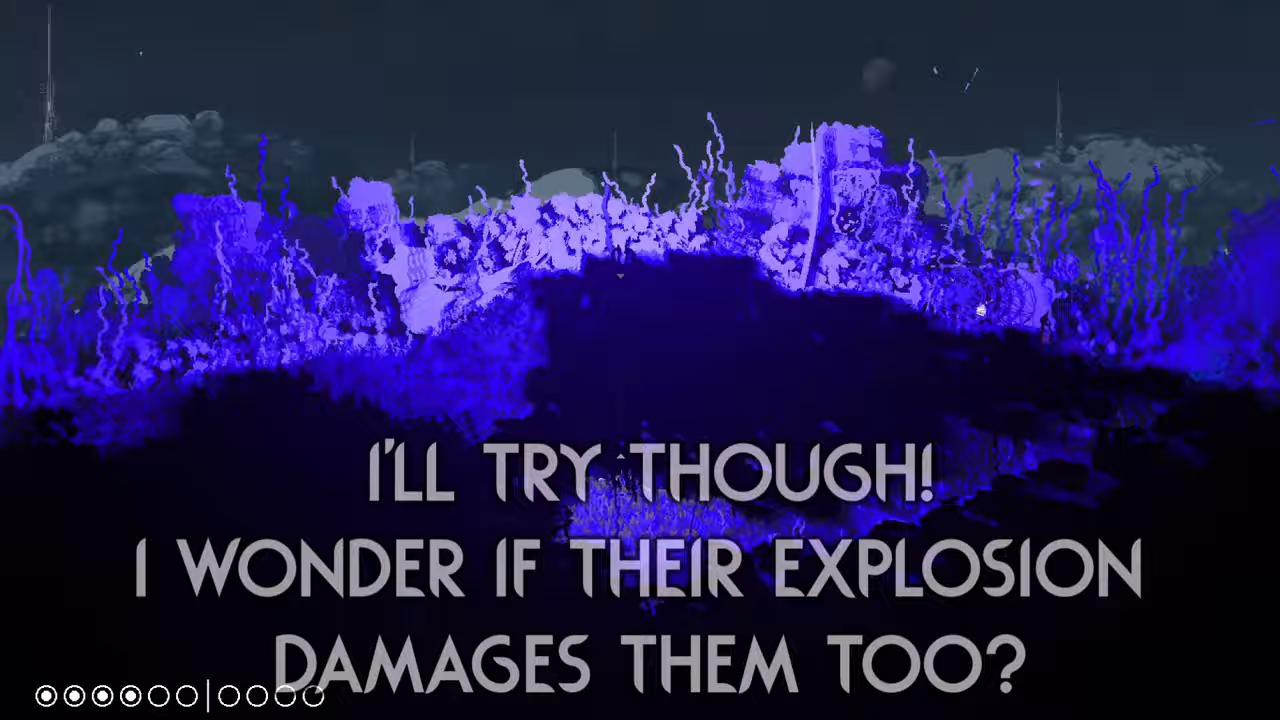 I'LL TRY THOUGH!
I WONDER IF THEIR EXPLOSION
DAMAGES THEM TOO?